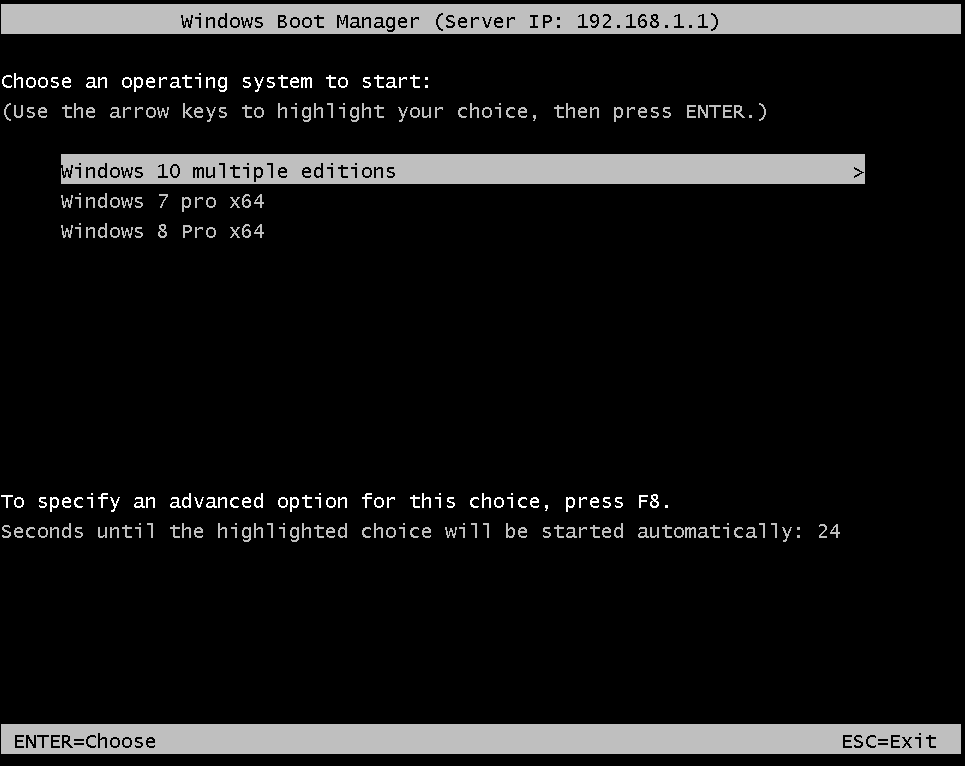 Windows Boot Manager (Server IP: 192.168.1.1)
Choose an operating system to start:
(Use the arrow keys to highlight your choice, then press ENTER.)
Windows 10 multiple editions >
Windows 7 pro x64
Windows 8 Pro x64
To specify an advanced option for this choice, press F8.
Seconds until the highlighted choice will be started automatically: 24
ENTER=Choose ESC=Exit